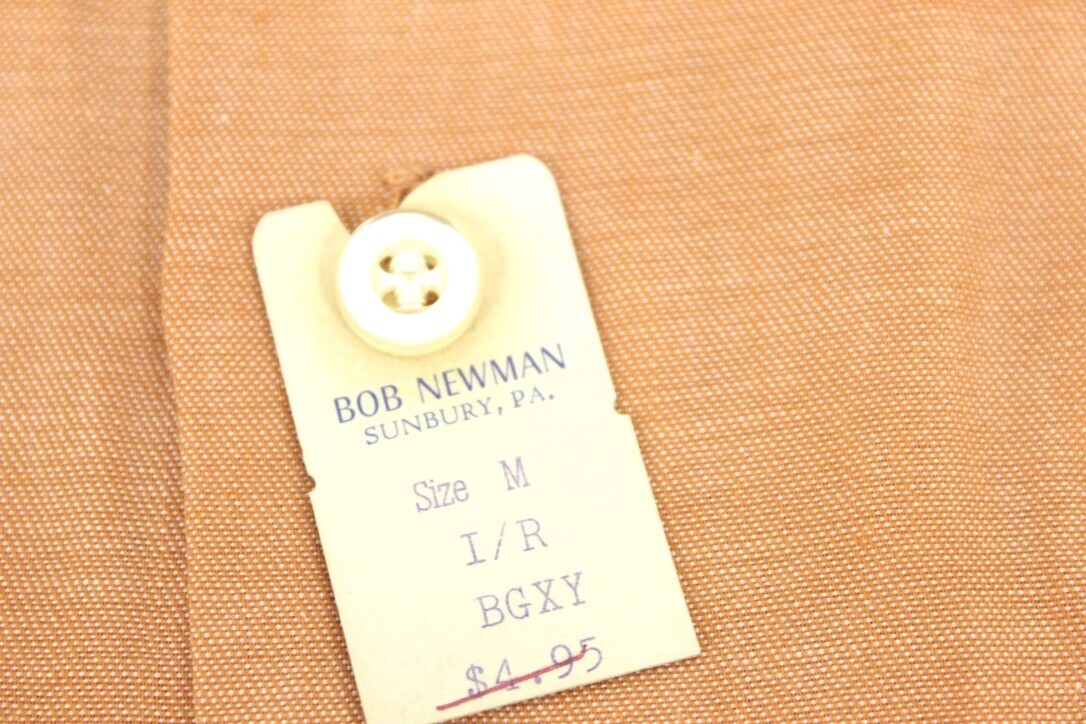 BOB NEWMAN
SUNBURY, PA.
Size M
I/R
BGXY
$4.95